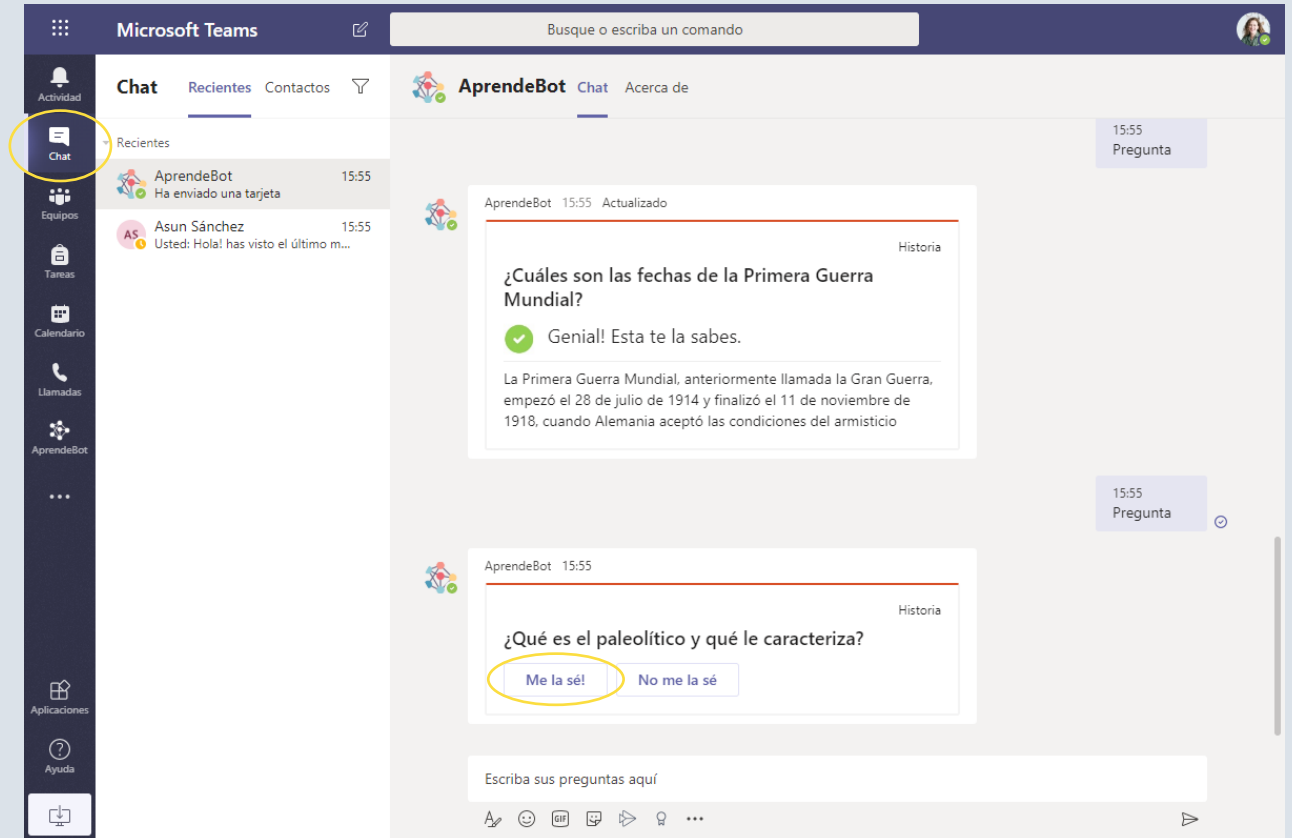 Microsoft Teams
Busque o escriba un comando
Actividad
Chat
Equipos
Tareas
Calendario
Llamadas
AprendeBot
Aplicaciones
Ayuda
Chat Recientes Contactos
Recientes
AprendeBot 15:55
Ha enviado una tarjeta
AS
Asun Sánchez 15:55
Usted: Hola! has visto el último m...
AprendeBot Chat Acerca de
15:55
Pregunta
AprendeBot 15:55 Actualizado
Historia
¿Cuáles son las fechas de la Primera Guerra
Mundial?
Genial! Esta te la sabes.
La Primera Guerra Mundial, anteriormente llamada la Gran Guerra,
empezó el 28 de julio de 1914 y finalizó el 11 de noviembre de
1918, cuando Alemania aceptó las condiciones del armisticio
15:55
Pregunta
AprendeBot 15:55
Historia
¿Qué es el paleolítico y qué le caracteriza?
Me la sé! No me la sé
Escriba sus preguntas aquí
GIF